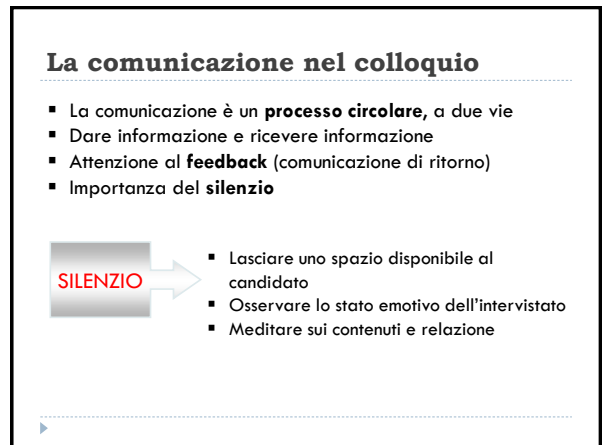 La comunicazione nel colloquio
▪ La comunicazione è un processo circolare, a due vie
▪ Dare informazione e ricevere informazione
▪ Attenzione al feedback (comunicazione di ritorno)
▪ Importanza del silenzio
SILENZIO
▪ Lasciare uno spazio disponibile al
candidato
▪ Osservare lo stato emotivo dell'intervistato
▪ Meditare sui contenuti e relazione